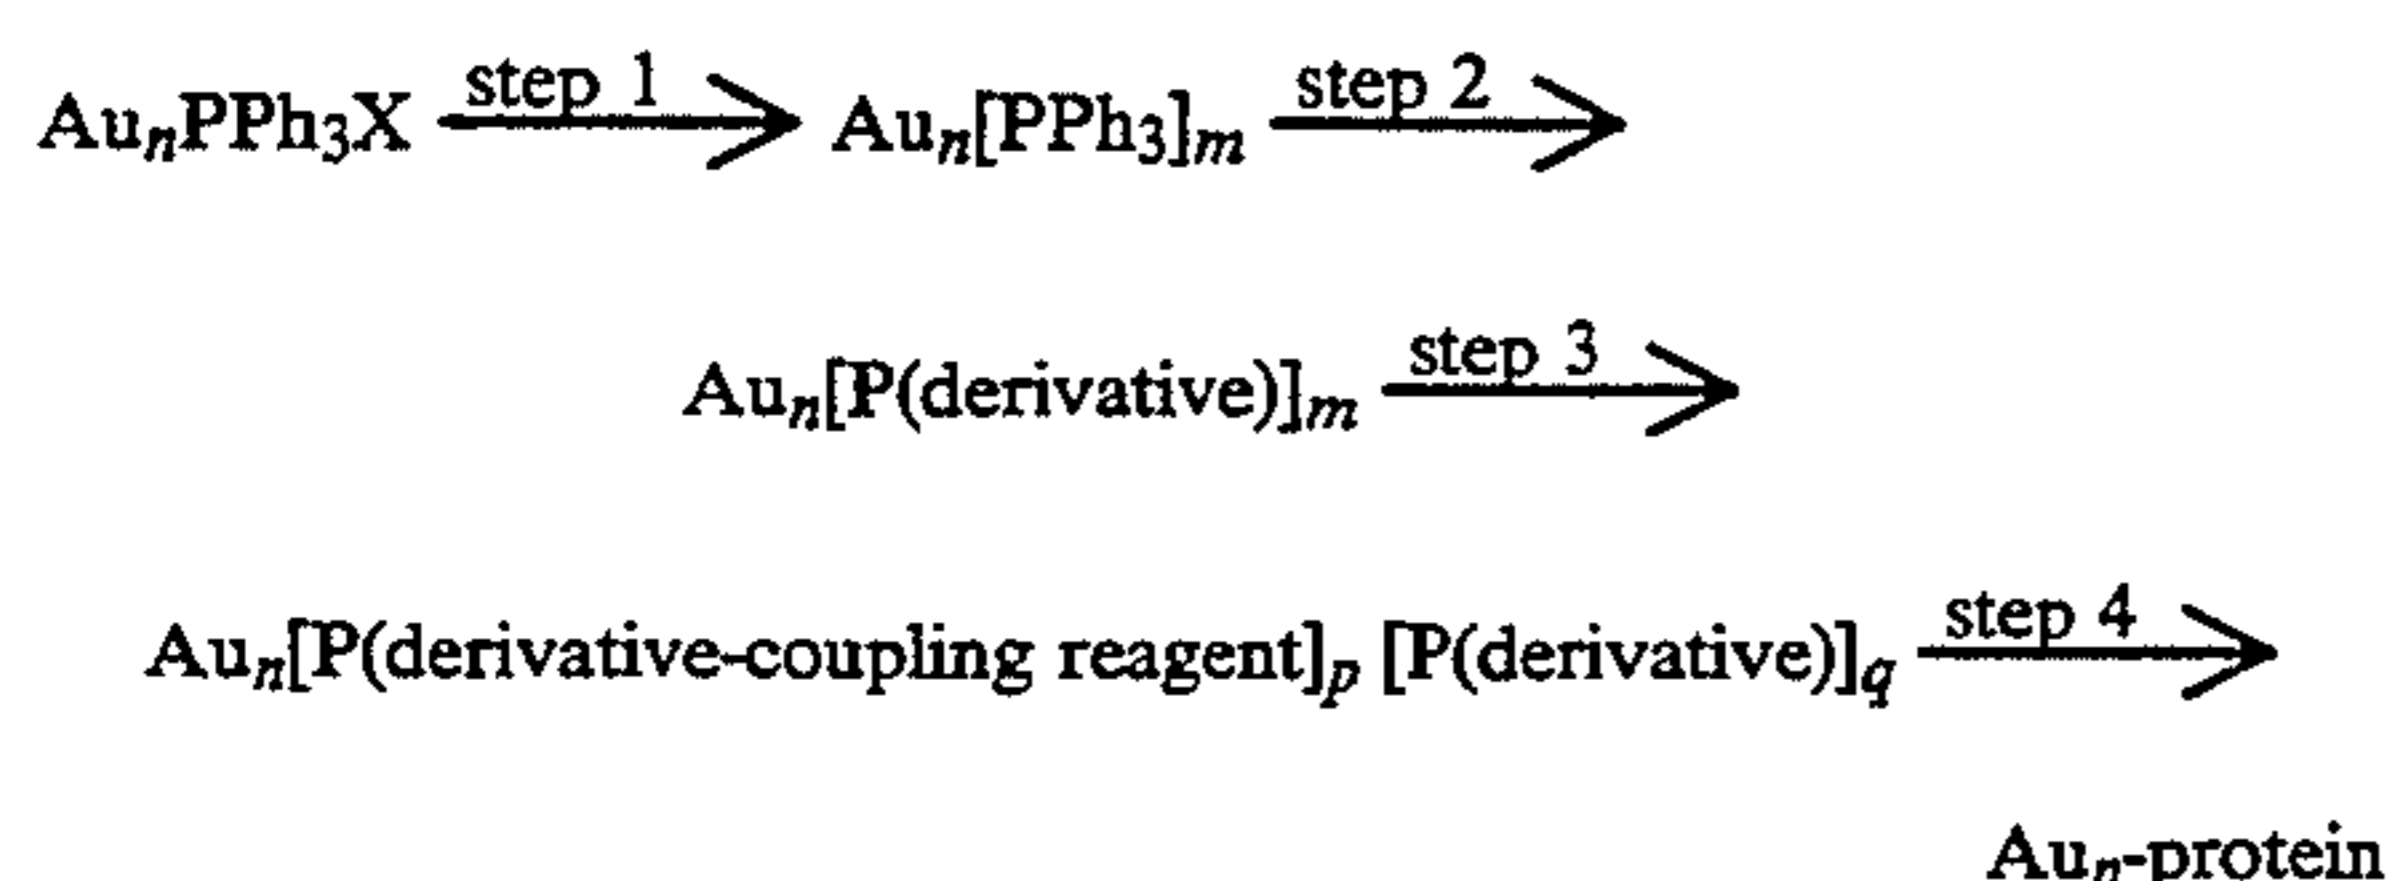 AuₙPPh₃X step 1 Auₙ[PPh₃]ₘ step 2
Auₙ[P(derivative)]ₘ step 3
Auₙ[P(derivative-coupling reagent]ₚ [P(derivative)]q step 4
Auₙ-protein